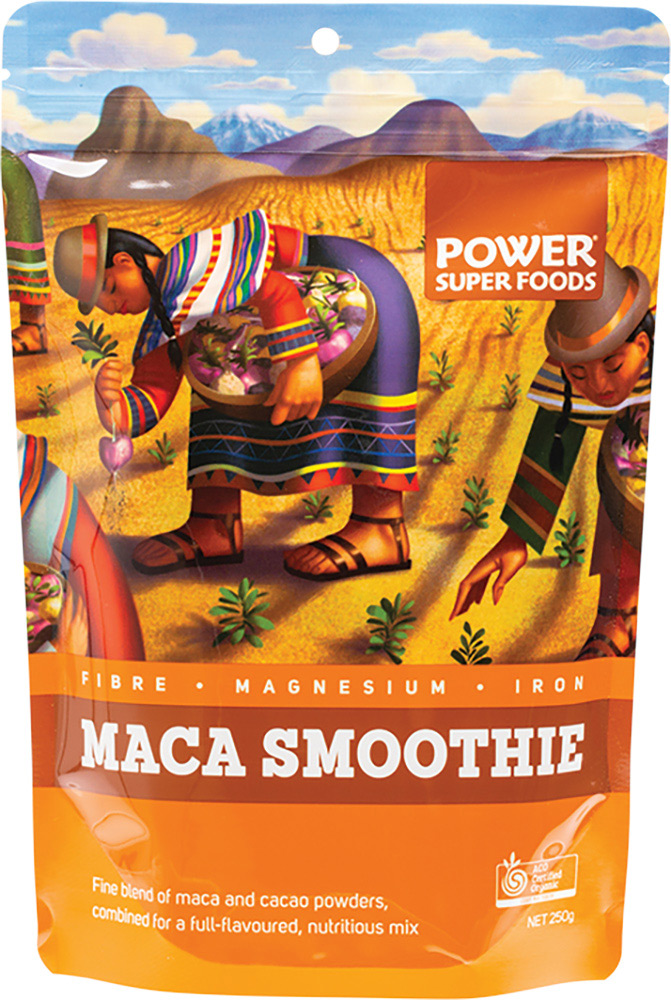 POWER®
SUPER FOODS
FIBRE • MAGNESIUM • IRON
MACA SMOOTHIE
Fine blend of maca and cacao powders,
combined for a full-flavoured, nutritious mix
ACO
Certified
Organic
NET 250g